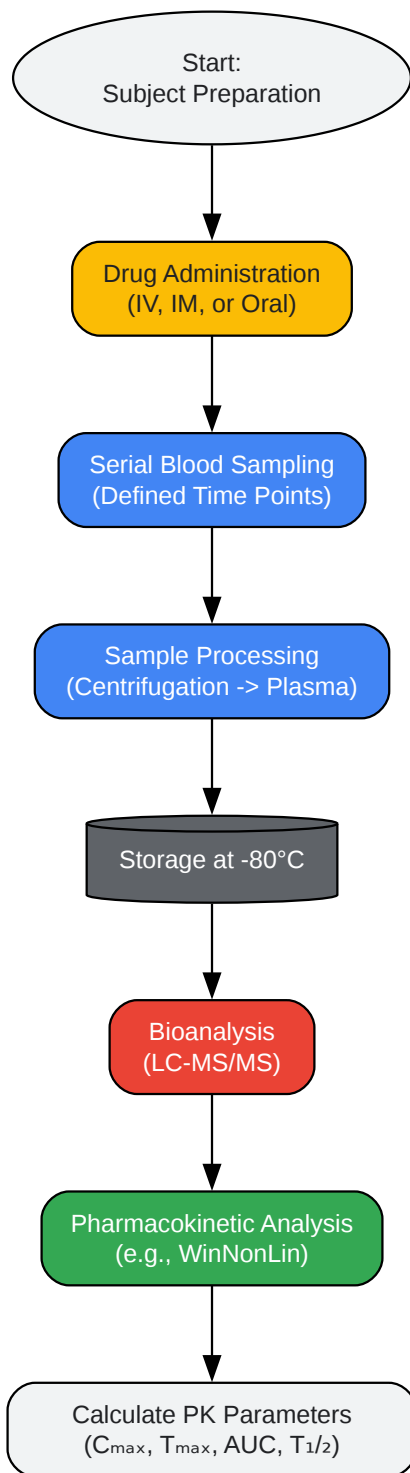 Start:
Subject Preparation
Drug Administration
(IV, IM, or Oral)
Serial Blood Sampling
(Defined Time Points)
Sample Processing
(Centrifugation -> Plasma)
Storage at -80°C
Bioanalysis
(LC-MS/MS)
Pharmacokinetic Analysis
(e.g., WinNonLin)
Calculate PK Parameters
(Cₘₐₓ, Tₘₐₓ, AUC, T₁/₂)